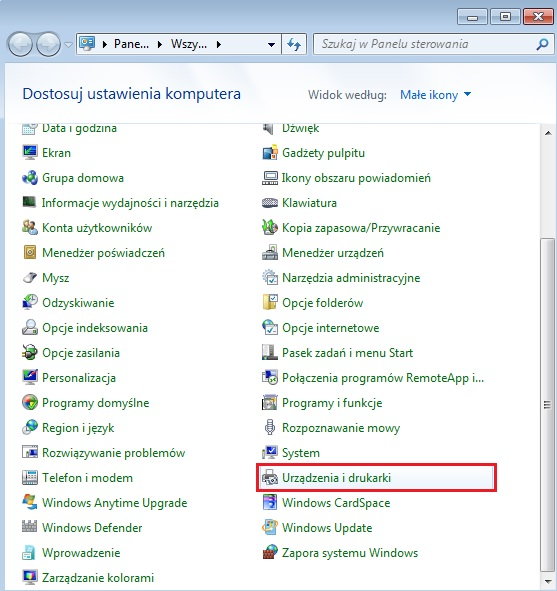 Pane... Wszy... Szukaj w Panelu sterowania
Dostosuj ustawienia komputera Widok według: Małe ikony
Data i godzina Dźwięk
Ekran Gadżety pulpitu
Grupa domowa Ikony obszaru powiadomień
Informacje wydajności i narzędzia Klawiatura
Konta użytkowników Kopia zapasowa/Przywracanie
Menedżer poświadczeń Menedżer urządzeń
Mysz Narzędzia administracyjne
Odzyskiwanie Opcje folderów
Opcje indeksowania Opcje internetowe
Opcje zasilania Pasek zadań i menu Start
Personalizacja Połączenia programów RemoteApp i...
Programy domyślne Programy i funkcje
Region i język Rozpoznawanie mowy
Rozwiązywanie problemów System
Telefon i modem Urządzenia i drukarki
Windows Anytime Upgrade Windows CardSpace
Windows Defender Windows Update
Wprowadzenie Zapora systemu Windows
Zarządzanie kolorami